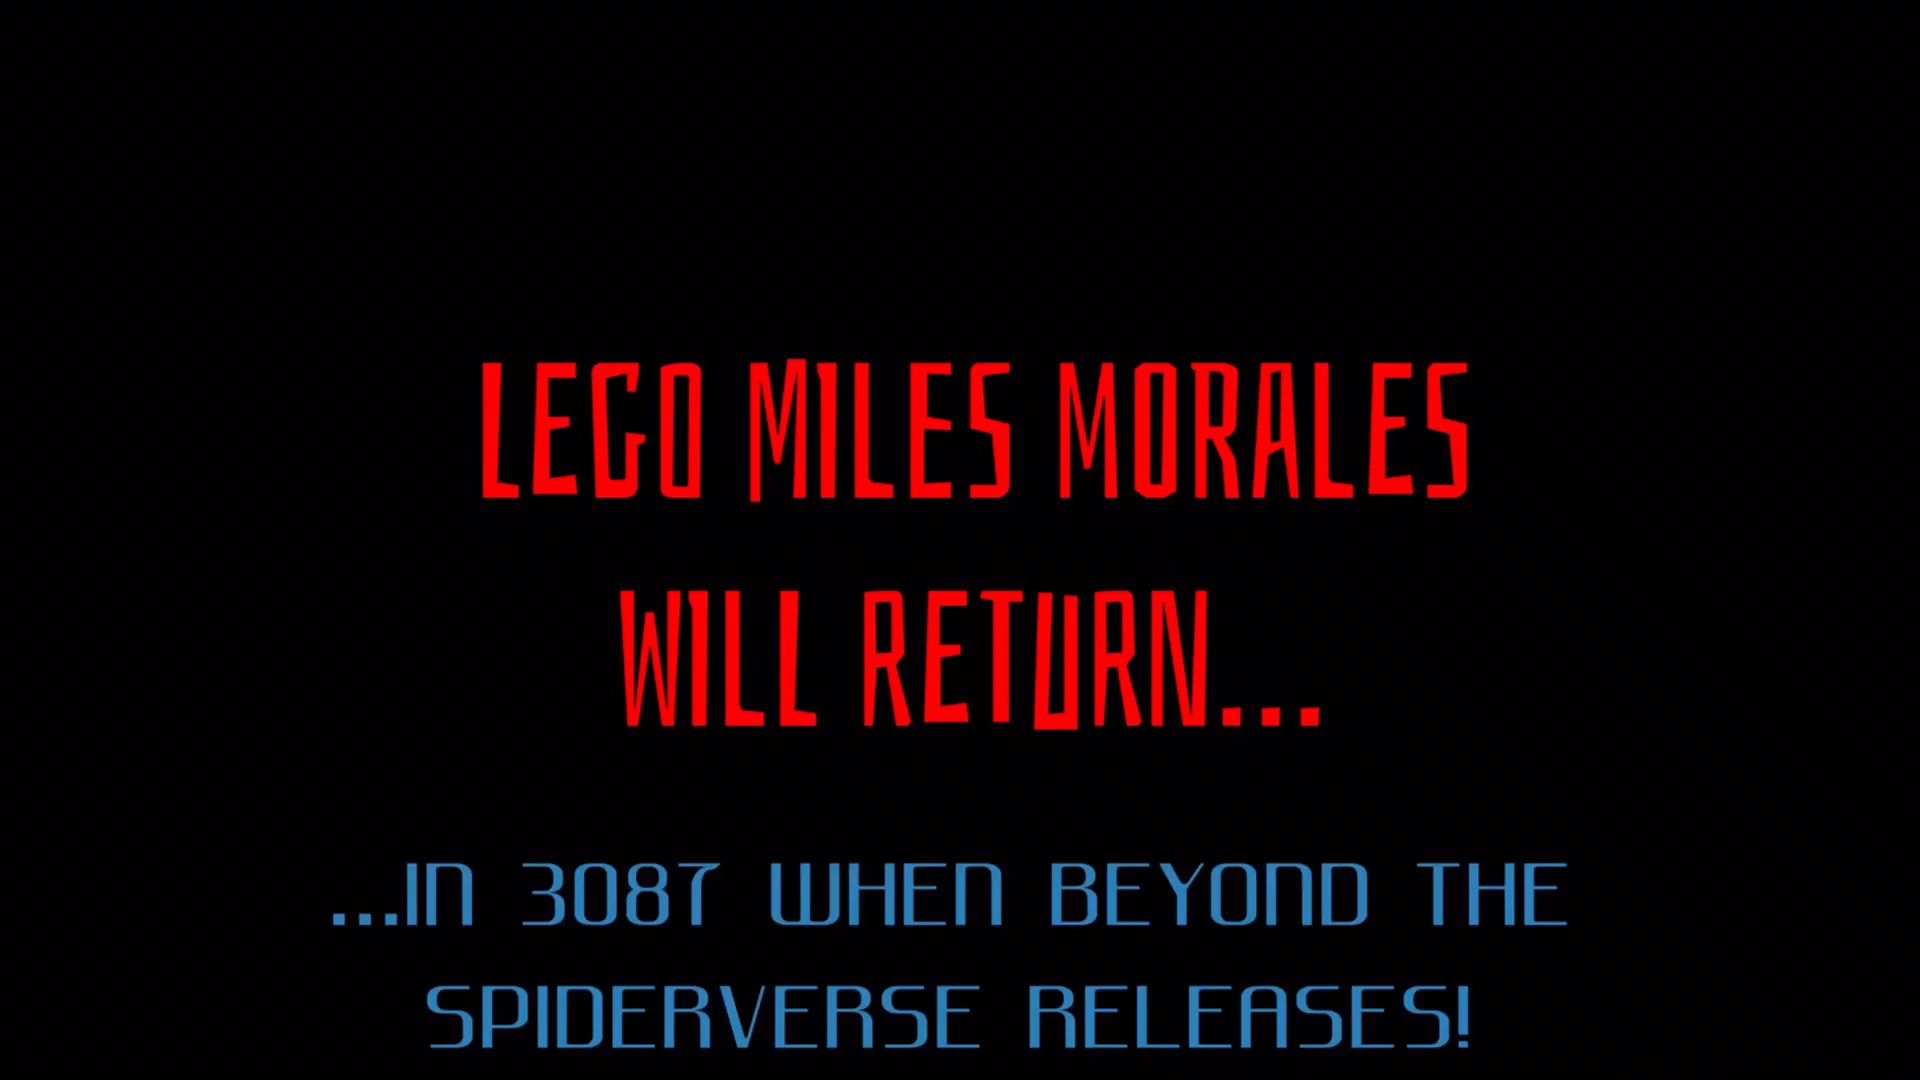 LEGO MILES MORALES
WILL RETURN...
...IN 3087 WHEN BEYOND THE
SPIDERVERSE RELEASES!